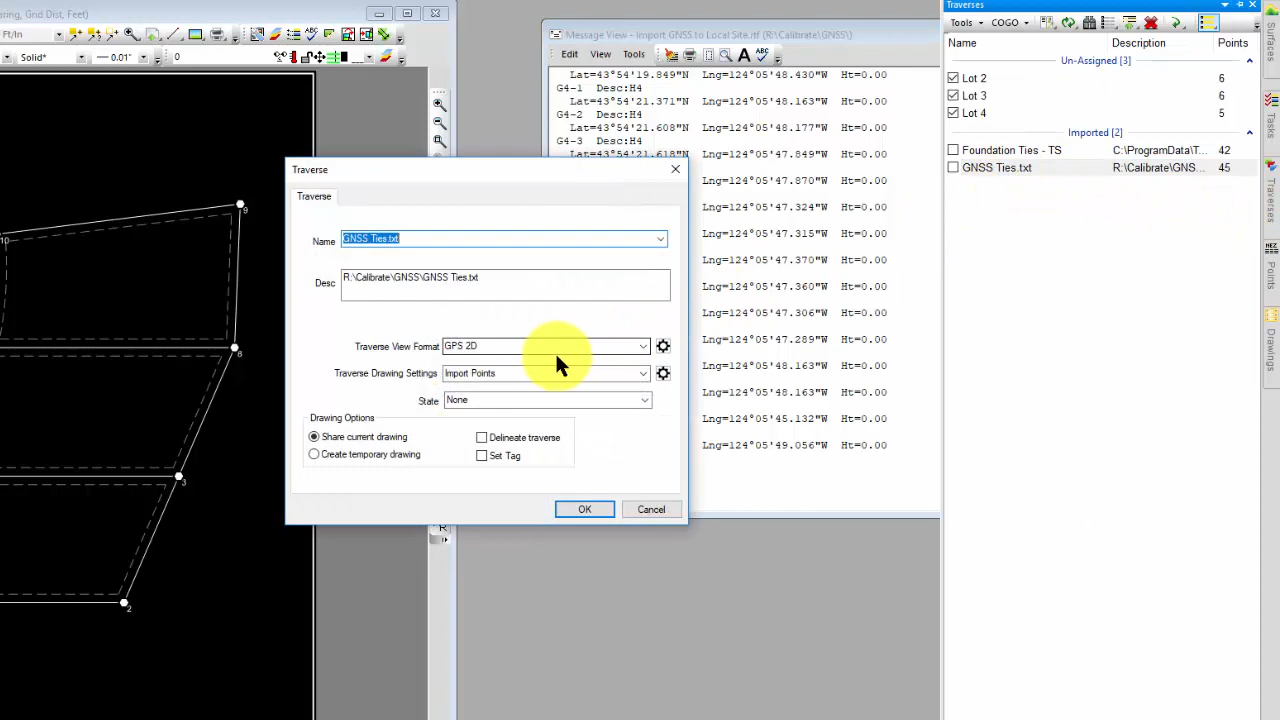 ring, Grid Dist, Feet)
Ft/In
Solid*
0.01"
0
10
9
6
3
2
R
Message View - Import GNSS to Local Site.rtf (R:\Calibrate\GNSS\)
Edit View Tools
Lat=43°54'19.849"N Lng=124°05'48.430"W Ht=0.00
G4-1 Desc:H4
Lat=43°54'21.371"N Lng=124°05'48.163"W Ht=0.00
G4-2 Desc:H4
Lat=43°54'21.608"N Lng=124°05'48.177"W Ht=0.00
G4-3 Desc:H4
Lat=43°54'21.618"N Lng=124°05'47.849"W Ht=0.00
Lng=124°05'47.870"W Ht=0.00
Lng=124°05'47.324"W Ht=0.00
Lng=124°05'47.315"W Ht=0.00
Lng=124°05'47.370"W Ht=0.00
Lng=124°05'47.360"W Ht=0.00
Lng=124°05'47.306"W Ht=0.00
Lng=124°05'47.289"W Ht=0.00
Lng=124°05'48.163"W Ht=0.00
Lng=124°05'48.163"W Ht=0.00
Lng=124°05'45.132"W Ht=0.00
Lng=124°05'49.056"W Ht=0.00
Traverse
Traverse
Name GNSS Ties.txt
Desc R:\Calibrate\GNSS\GNSS Ties.txt
Traverse View Format GPS 2D
Traverse Drawing Settings Import Points
State None
Drawing Options
Share current drawing Delineate traverse
Create temporary drawing Set Tag
OK Cancel
Traverses
Tools COGO
Name Description Points
Un-Assigned [3]
Lot 2 6
Lot 3 6
Lot 4 5
Imported [2]
Foundation Ties - TS C:\ProgramData\T... 42
GNSS Ties.txt R:\Calibrate\GNS... 45
Surfaces
Tasks
Traverses
NEZ
Points
Drawings